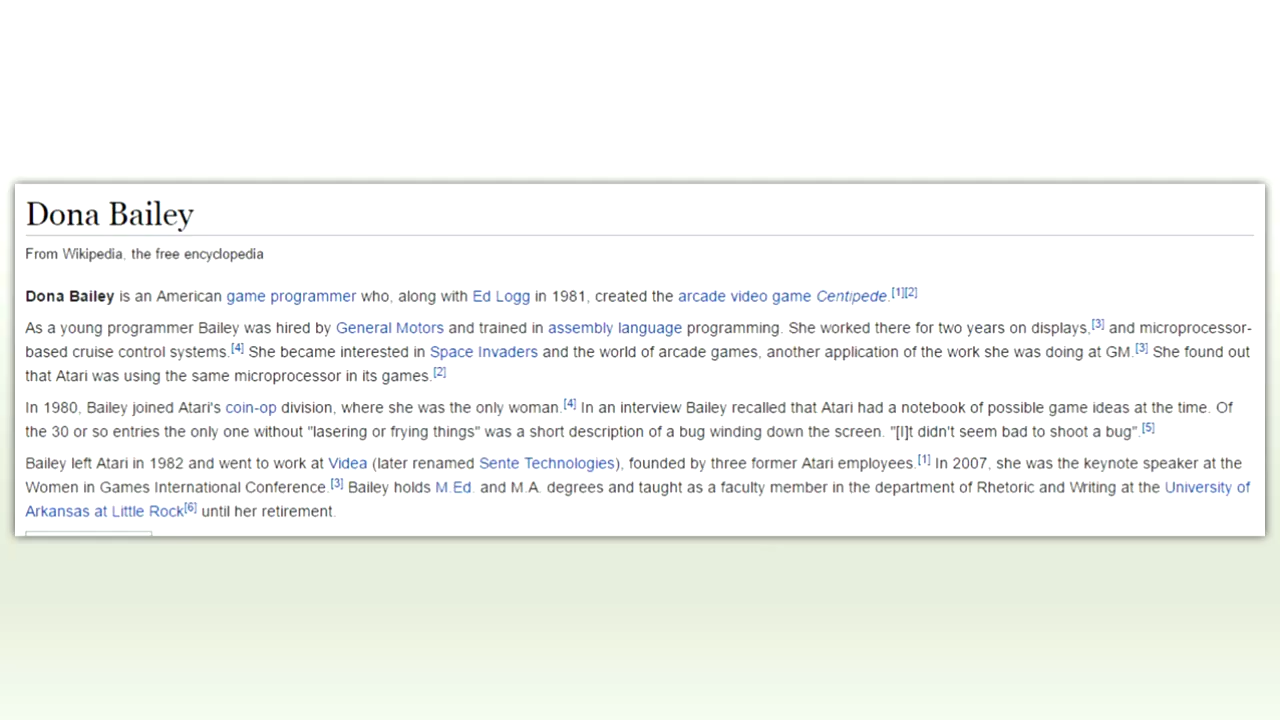 Dona Bailey
From Wikipedia, the free encyclopedia
Dona Bailey is an American game programmer who, along with Ed Logg in 1981, created the arcade video game Centipede.[1][2]
As a young programmer Bailey was hired by General Motors and trained in assembly language programming. She worked there for two years on displays,[3] and microprocessor-
based cruise control systems.[4] She became interested in Space Invaders and the world of arcade games, another application of the work she was doing at GM.[3] She found out
that Atari was using the same microprocessor in its games.[2]
In 1980, Bailey joined Atari's coin-op division, where she was the only woman.[4] In an interview Bailey recalled that Atari had a notebook of possible game ideas at the time. Of
the 30 or so entries the only one without "lasering or frying things" was a short description of a bug winding down the screen. "[I]t didn't seem bad to shoot a bug".[5]
Bailey left Atari in 1982 and went to work at Videa (later renamed Sente Technologies), founded by three former Atari employees.[1] In 2007, she was the keynote speaker at the
Women in Games International Conference.[3] Bailey holds M.Ed. and M.A. degrees and taught as a faculty member in the department of Rhetoric and Writing at the University of
Arkansas at Little Rock[6] until her retirement.